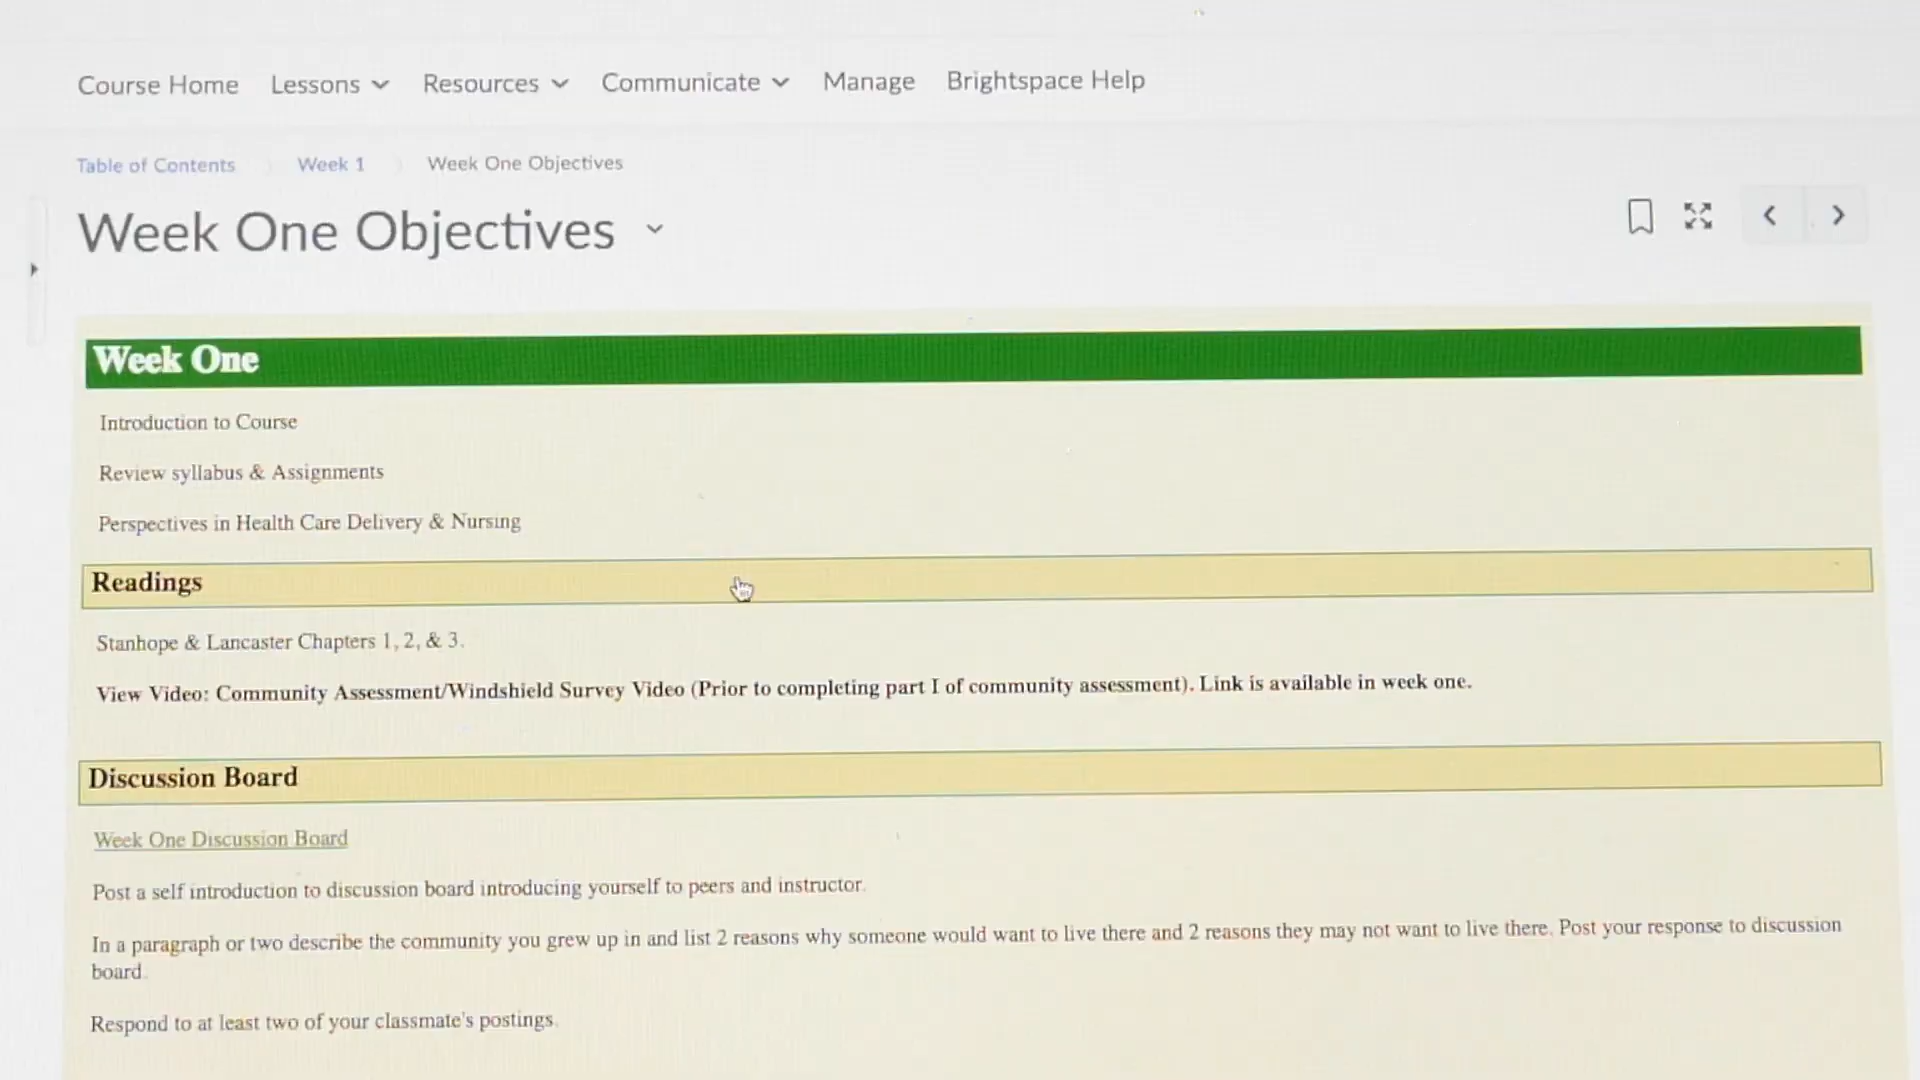 Course Home Lessons Resources Communicate Manage Brightspace Help
Table of Contents Week 1 Week One Objectives
Week One Objectives
Week One
Introduction to Course
Review syllabus & Assignments
Perspectives in Health Care Delivery & Nursing
Readings
Stanhope & Lancaster Chapters 1, 2, & 3.
View Video: Community Assessment/Windshield Survey Video (Prior to completing part I of community assessment). Link is available in week one.
Discussion Board
Week One Discussion Board
Post a self introduction to discussion board introducing yourself to peers and instructor.
In a paragraph or two describe the community you grew up in and list 2 reasons why someone would want to live there and 2 reasons they may not want to live there. Post your response to discussion
board.
Respond to at least two of your classmate's postings.